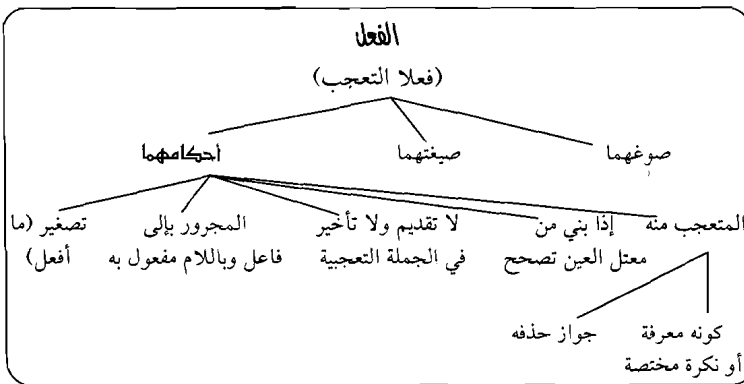 الفعل
(فعلا التعجب)
صوغهما
صيغتهما
أحكامهما
المتعجب منه
إذا بني من
معتل العين تصحح
لا تقديم ولا تأخير
في الجملة التعجبية
المجرور بإلى
فاعل وباللام مفعول به
تصغير (ما
أفعل)
كونه معرفة
أو نكرة مختصة
جواز حذفه